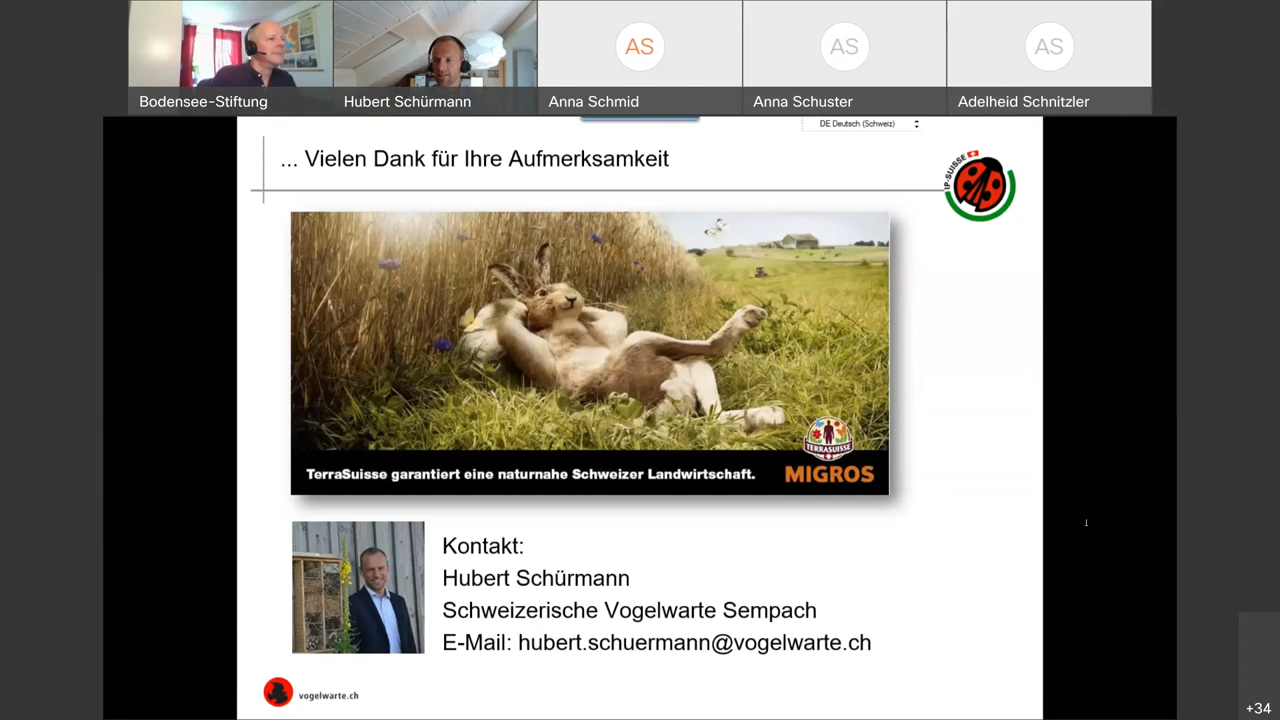 AS
AS
AS
Bodensee-Stiftung
Hubert Schürmann
Anna Schmid
Anna Schuster
Adelheid Schnitzler
DE Deutsch (Schweiz)
... Vielen Dank für Ihre Aufmerksamkeit
IP-SUISSE
TERRASUISSE
TerraSuisse garantiert eine naturnahe Schweizer Landwirtschaft.
MIGROS
Kontakt:
Hubert Schürmann
Schweizerische Vogelwarte Sempach
E-Mail: hubert.schuermann@vogelwarte.ch
vogelwarte.ch
+34